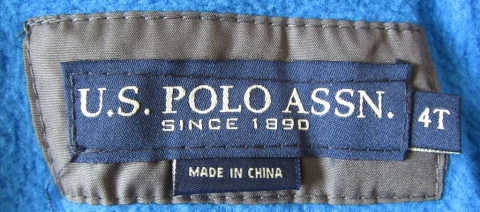 U.S. POLO ASSN.
SINCE 1890
4T
MADE IN CHINA